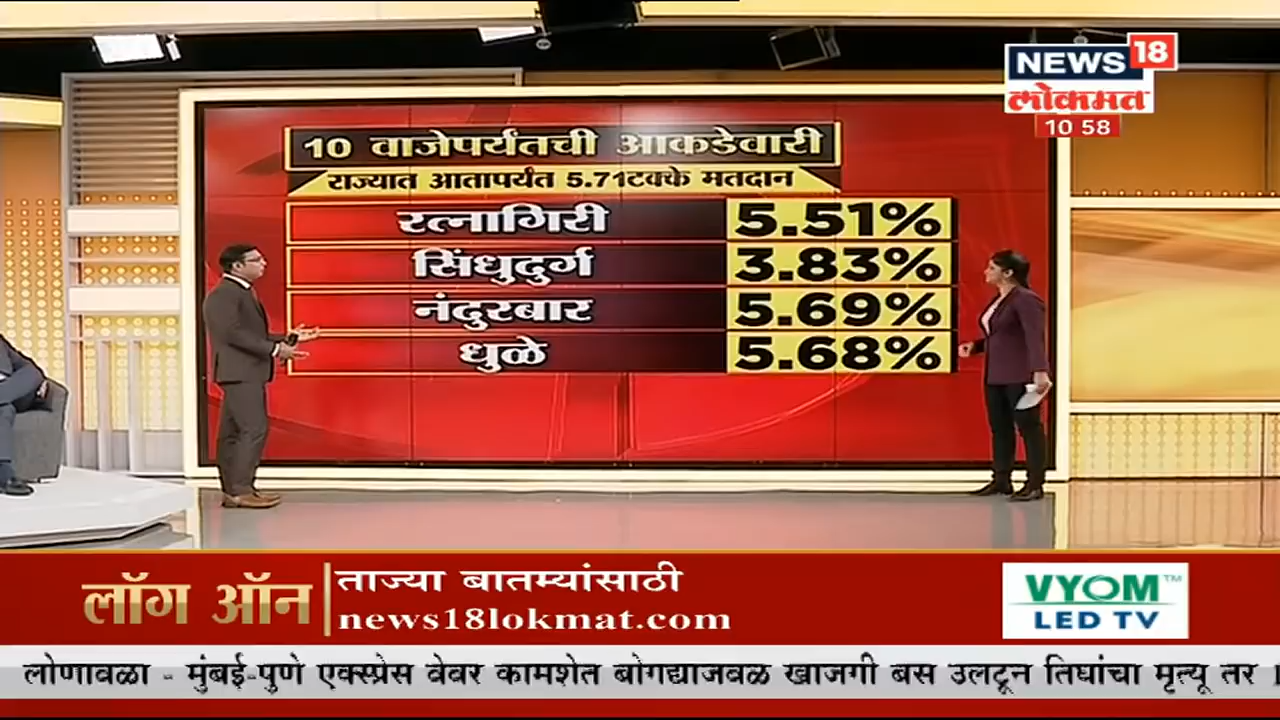 NEWS 18
लोकमत
10 58
10 वाजेपर्यंतची आकडेवारी
राज्यात आतापर्यंत 5.71टक्के मतदान
रत्नागिरी 5.51%
सिंधुदुर्ग 3.83%
नंदुरबार 5.69%
धुळे 5.68%
लॉग ऑन
ताज्या बातम्यांसाठी
news18lokmat.com
VYOM™
LED TV
लोणावळा - मुंबई-पुणे एक्स्प्रेस वेवर कामशेत बोगद्याजवळ खाजगी बस उलटून तिघांचा मृत्यू तर